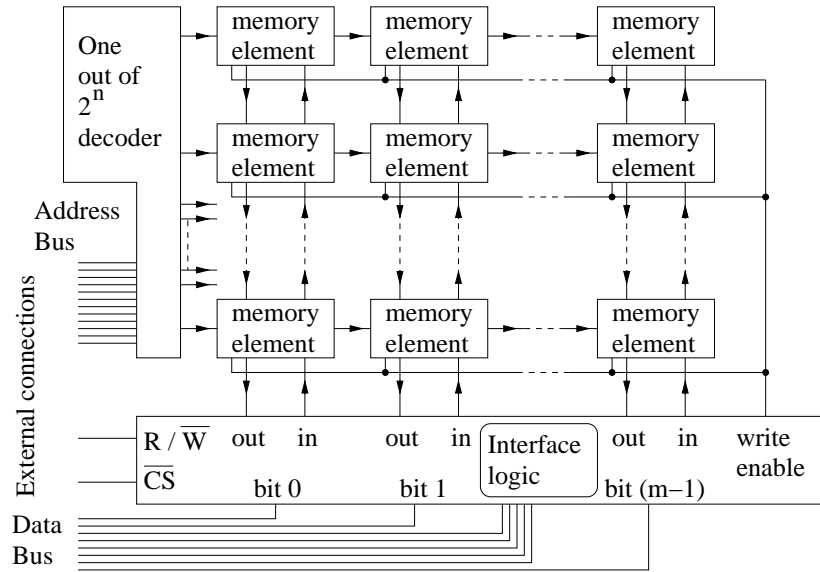 One
out of
2^n
decoder
memory
element
memory
element
memory
element
memory
element
memory
element
memory
element
Address
Bus
memory
element
memory
element
memory
element
External connections
R / W̅
out in
out in
Interface
logic
out in
write
enable
C̅S̅
bit 0
bit 1
bit (m–1)
Data
Bus